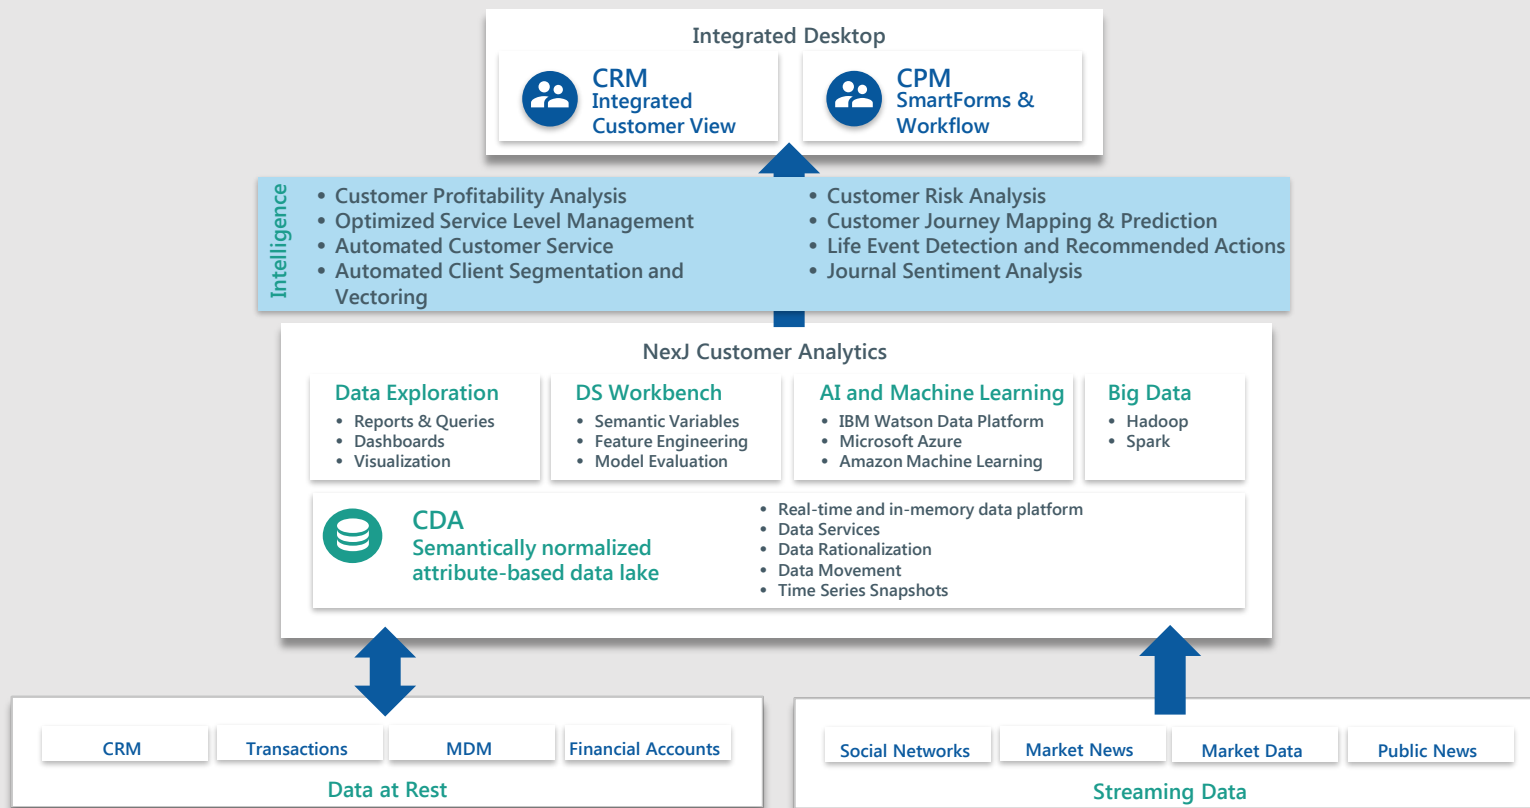 Integrated Desktop
CRM
Integrated
Customer View
CPM
SmartForms &
Workflow
Intelligence
• Customer Profitability Analysis
• Optimized Service Level Management
• Automated Customer Service
• Automated Client Segmentation and
Vectoring
• Customer Risk Analysis
• Customer Journey Mapping & Prediction
• Life Event Detection and Recommended Actions
• Journal Sentiment Analysis
NexJ Customer Analytics
Data Exploration
• Reports & Queries
• Dashboards
• Visualization
DS Workbench
• Semantic Variables
• Feature Engineering
• Model Evaluation
AI and Machine Learning
• IBM Watson Data Platform
• Microsoft Azure
• Amazon Machine Learning
Big Data
• Hadoop
• Spark
CDA
Semantically normalized
attribute-based data lake
• Real-time and in-memory data platform
• Data Services
• Data Rationalization
• Data Movement
• Time Series Snapshots
CRM
Transactions
MDM
Financial Accounts
Data at Rest
Social Networks
Market News
Market Data
Public News
Streaming Data